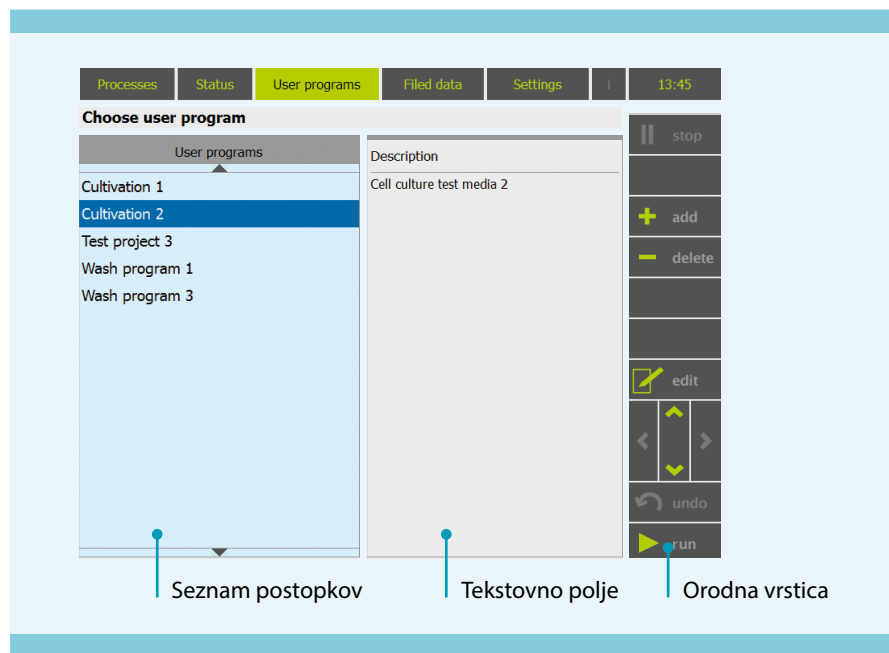 Processes Status User programs Filed data Settings i 13:45
Choose user program
stop
User programs
Description
Cultivation 1
Cell culture test media 2
Cultivation 2
add
Test project 3
delete
Wash program 1
Wash program 3
edit
undo
run
Seznam postopkov Tekstovno polje Orodna vrstica